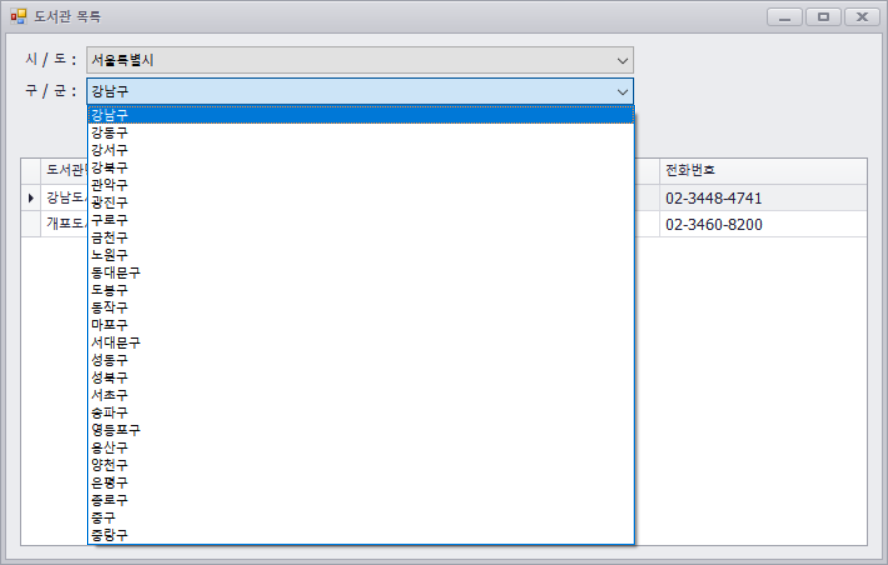 도서관 목록
시 / 도 : 서울특별시
구 / 군 : 강남구
강남구
강동구
강서구
강북구
관악구
광진구
구로구
금천구
노원구
동대문구
도봉구
동작구
마포구
서대문구
성동구
성북구
서초구
송파구
영등포구
용산구
양천구
은평구
종로구
중구
중랑구
도서관 전화번호
강남도 02-3448-4741
개포도 02-3460-8200